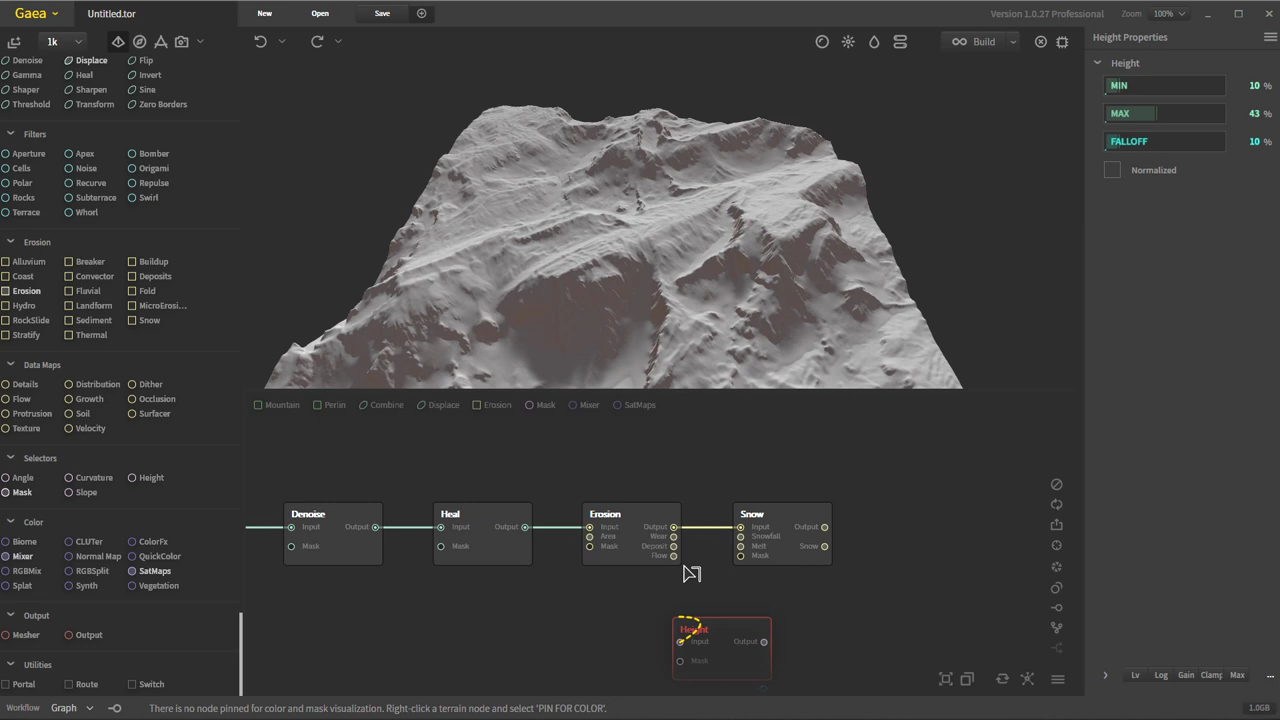 Gaea
Untitled.tor
New
Open
Save
Version 1.0.27 Professional
Zoom
100%
1k
Build
Denoise Displace Flip
Gamma Heal Invert
Shaper Sharpen Sine
Threshold Transform Zero Borders
Filters
Aperture Apex Bomber
Cells Noise Origami
Polar Recurve Repulse
Rocks Subterrace Swirl
Terrace Whorl
Erosion
Alluvium Breaker Buildup
Coast Convector Deposits
Erosion Fluvial Fold
Hydro Landform MicroErosi...
RockSlide Sediment Snow
Stratify Thermal
Data Maps
Details Distribution Dither
Flow Growth Occlusion
Protrusion Soil Surfacer
Texture Velocity
Selectors
Angle Curvature Height
Mask Slope
Color
Biome CLUTer ColorFx
Mixer Normal Map QuickColor
RGBMix RGBSplit SatMaps
Splat Synth Vegetation
Output
Mesher Output
Utilities
Portal Route Switch
Mountain Perlin Combine Displace Erosion Mask Mixer SatMaps
Denoise
Input Output
Mask
Heal
Input Output
Mask
Erosion
Input Output
Area Wear
Mask Deposit
Flow
Snow
Input Output
Snowfall
Melt Snow
Mask
Height
Input Output
Mask
Height Properties
Height
MIN 10 %
MAX 43 %
FALLOFF 10 %
Normalized
Lv Log Gain Clamp Max ...
Workflow Graph
There is no node pinned for color and mask visualization. Right-click a terrain node and select 'PIN FOR COLOR'.
1.0GB